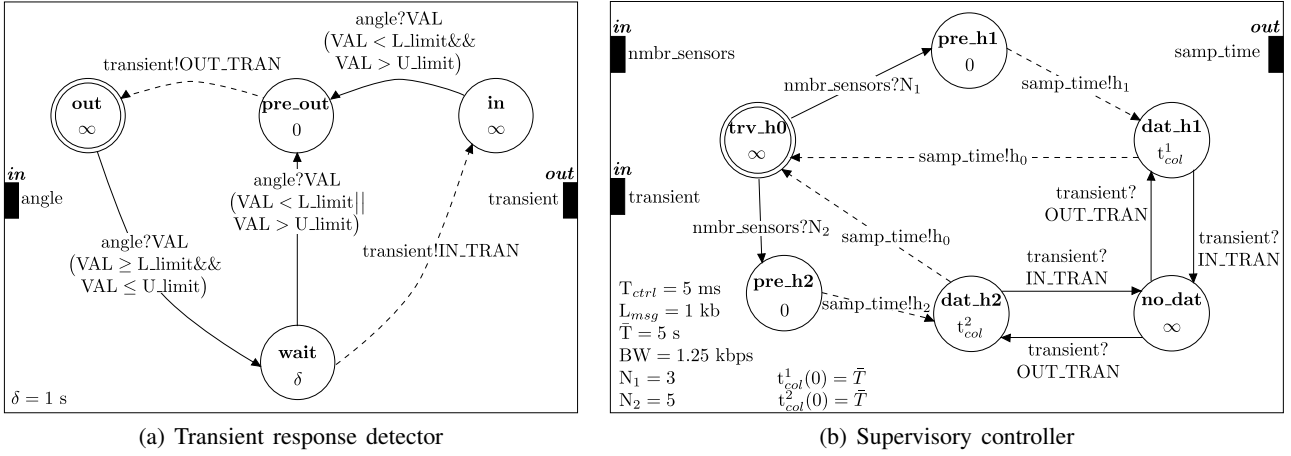 angle?VAL
(VAL < L_limit&&
VAL > U_limit)
transient!OUT_TRAN
out
∞
pre_out
0
in
∞
in
angle
out
transient
angle?VAL
(VAL < L_limit||
VAL > U_limit)
angle?VAL
(VAL ≥ L_limit&&
VAL ≤ U_limit)
transient!IN_TRAN
wait
δ
δ = 1 s
(a) Transient response detector
in
nmbr_sensors
out
samp_time
pre_h1
0
nmbr_sensors?N₁
samp_time!h₁
trv_h0
∞
dat_h1
t¹col
samp_time!h₀
in
transient
transient?
OUT_TRAN
nmbr_sensors?N₂
samp_time!h₀
transient?
IN_TRAN
transient?
IN_TRAN
pre_h2
0
samp_time!h₂
dat_h2
t²col
no_dat
∞
transient?
OUT_TRAN
Tctrl = 5 ms
Lmsg = 1 kb
T̄ = 5 s
BW = 1.25 kbps
N₁ = 3
t¹col(0) = T̄
N₂ = 5
t²col(0) = T̄
(b) Supervisory controller